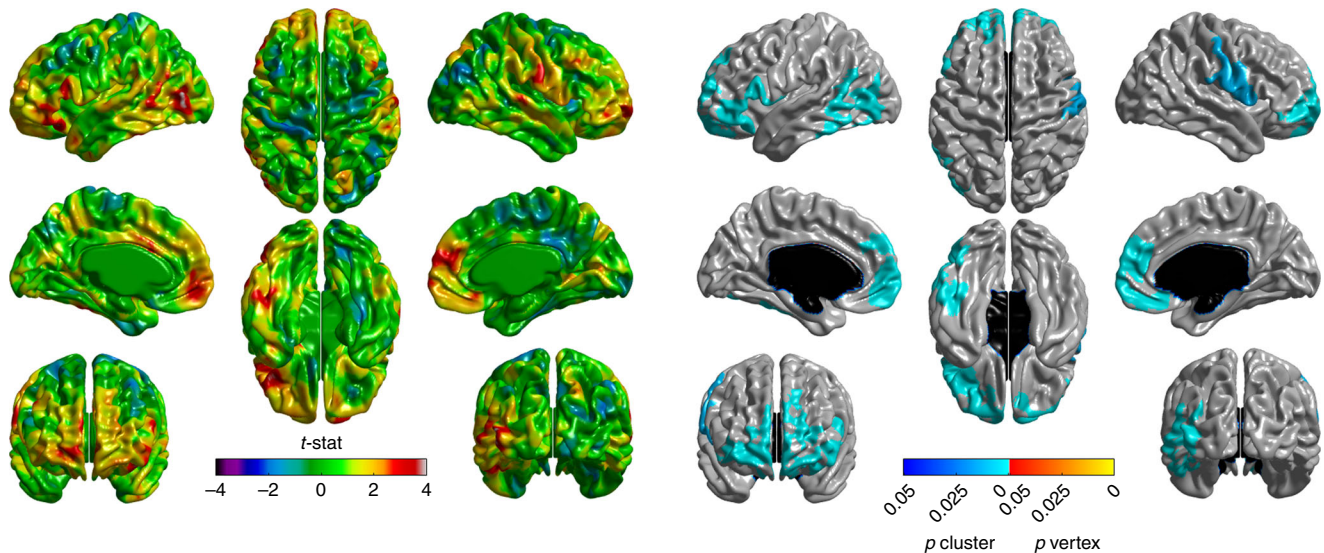 t-stat
–4 –2 0 2 4
0.05 0.025 0 0.05 0.025 0
p cluster p vertex